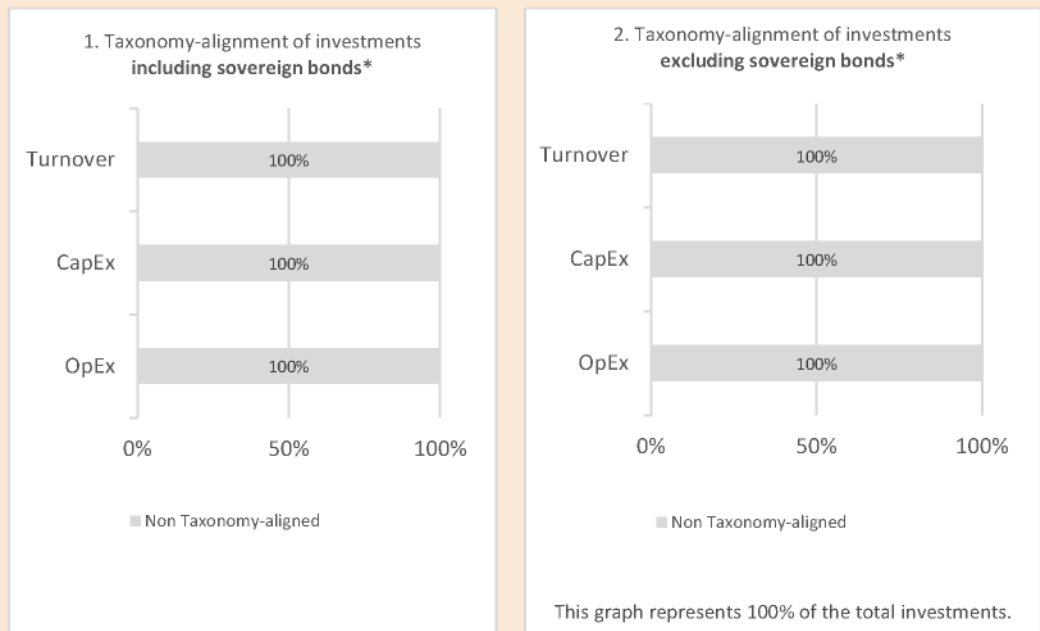 1. Taxonomy-alignment of investments
including sovereign bonds*
Turnover
100%
CapEx
100%
OpEx
100%
0% 50% 100%
Non Taxonomy-aligned
2. Taxonomy-alignment of investments
excluding sovereign bonds*
Turnover
100%
CapEx
100%
OpEx
100%
0% 50% 100%
Non Taxonomy-aligned
This graph represents 100% of the total investments.